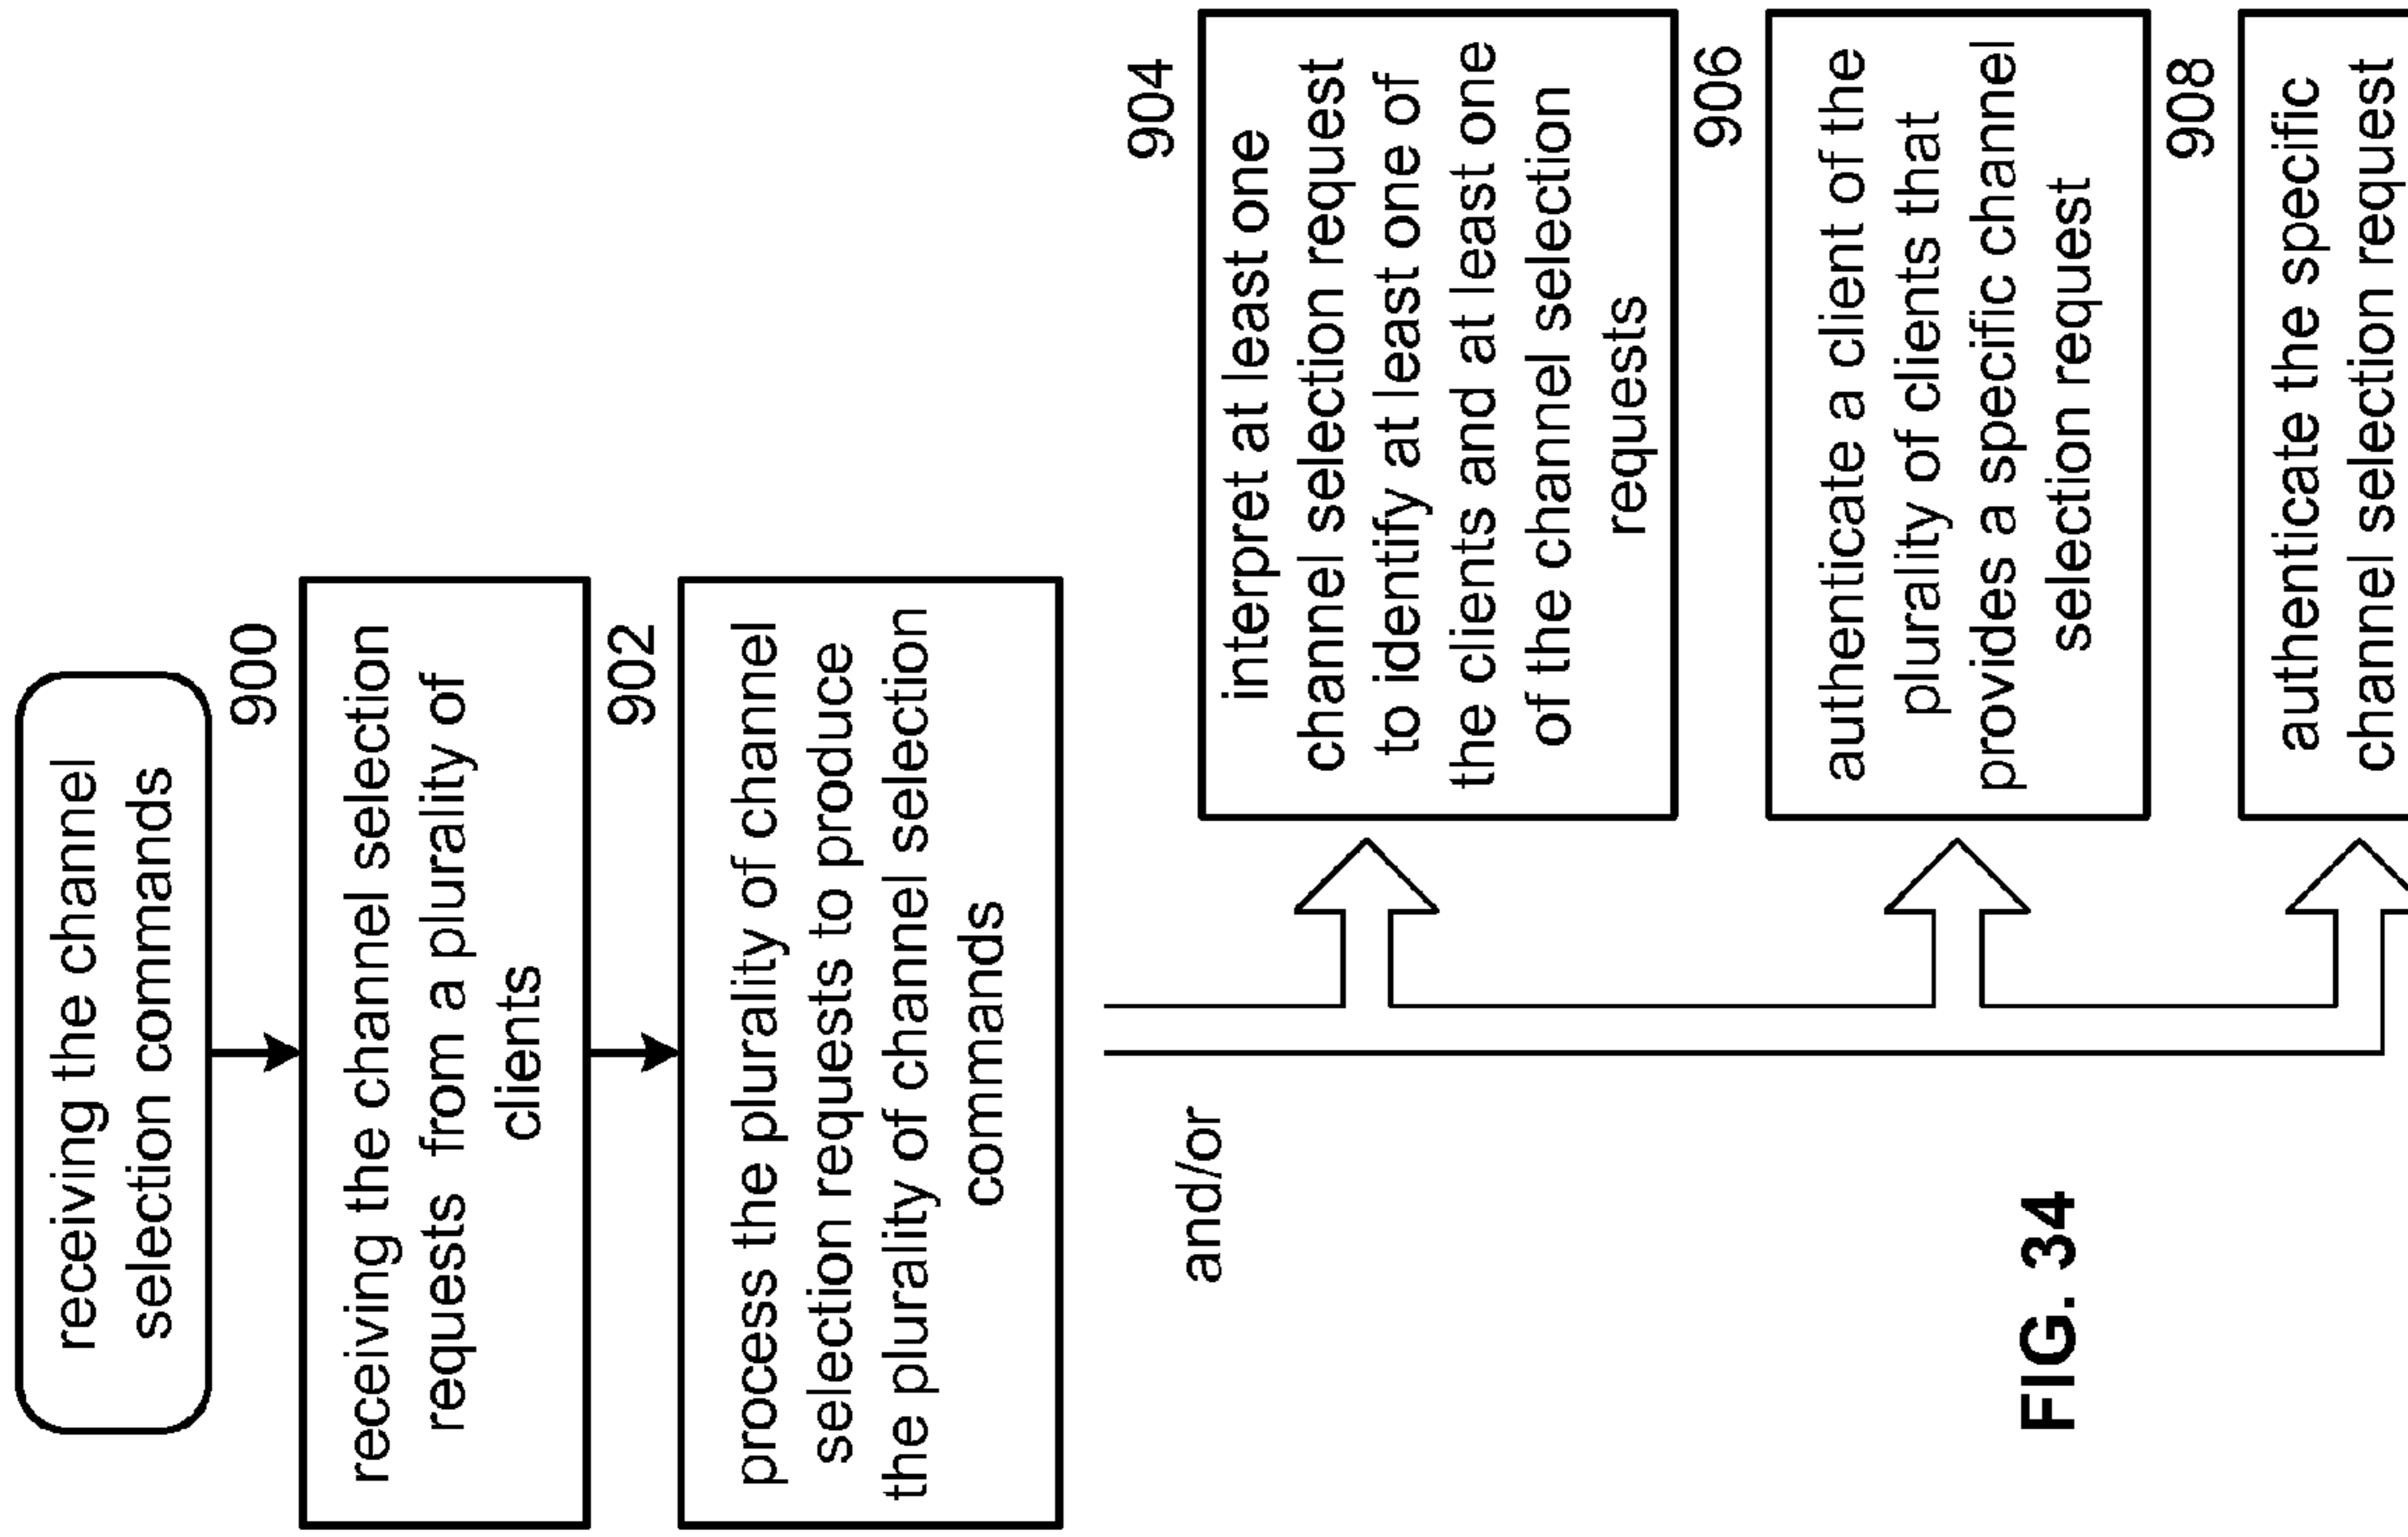 receiving the channel
selection commands
900
receiving the channel selection
requests from a plurality of
clients
902
process the plurality of channel
selection requests to produce
the plurality of channel selection
commands
and/or
904
interpret at least one
channel selection request
to identify at least one of
the clients and at least one
of the channel selection
requests
906
authenticate a client of the
plurality of clients that
provides a specific channel
selection request
908
authenticate the specific
channel selection request
FIG. 34